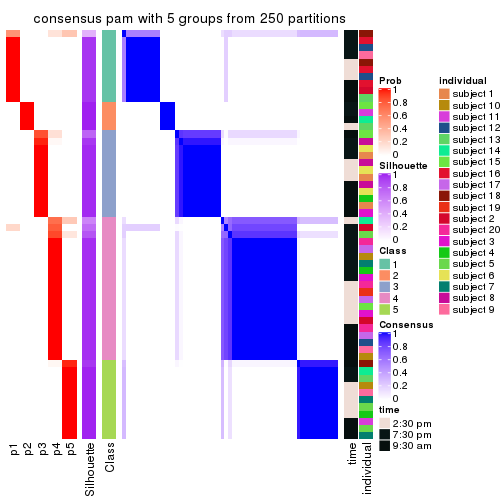 consensus pam with 5 groups from 250 partitions
p1
p2
p3
p4
p5
Silhouette
Class
time
individual
Prob
1
0.8
0.6
0.4
0.2
0
Silhouette
1
0.8
0.6
0.4
0.2
0
Class
1
2
3
4
5
Consensus
1
0.8
0.6
0.4
0.2
0
time
2:30 pm
7:30 pm
9:30 am
individual
subject 1
subject 10
subject 11
subject 12
subject 13
subject 14
subject 15
subject 16
subject 17
subject 18
subject 19
subject 2
subject 20
subject 3
subject 4
subject 5
subject 6
subject 7
subject 8
subject 9